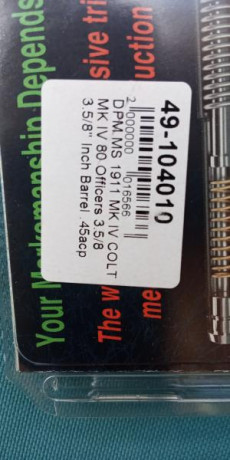 Your Marksmanship Depends
The w
sive tri
me
uction
49-104010
2 000000 016566
DPM MS 1911 MK IV COLT
MK IV 80 Officers 3.5/8
3.5/8" Inch Barrel .45acp